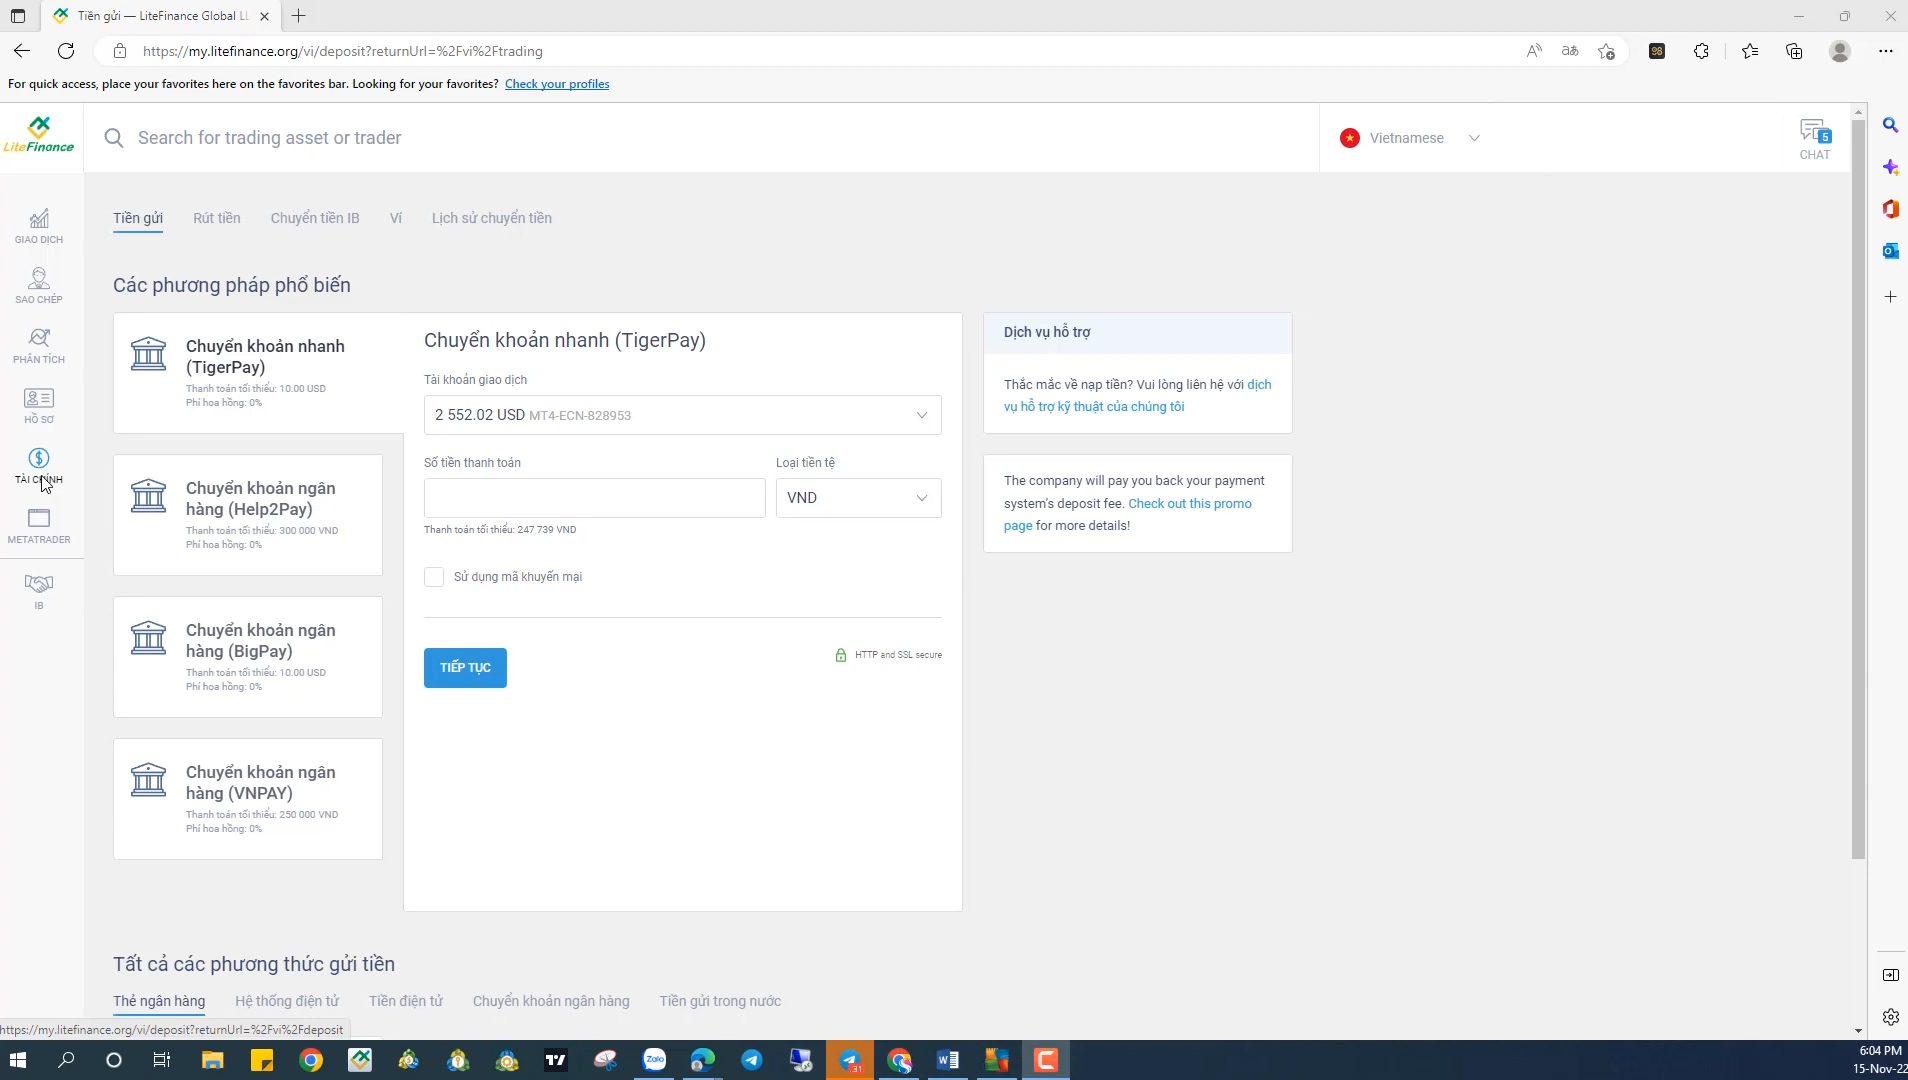 Tiền gửi — LiteFinance Global LL
https://my.litefinance.org/vi/deposit?returnUrl=%2Fvi%2Ftrading
For quick access, place your favorites here on the favorites bar. Looking for your favorites? Check your profiles
LiteFinance
Search for trading asset or trader
Vietnamese
5
CHAT
GIAO DỊCH
SAO CHÉP
PHÂN TÍCH
HỒ SƠ
TÀI CHÍNH
METATRADER
IB
Tiền gửi
Rút tiền
Chuyển tiền IB
Ví
Lịch sử chuyển tiền
Các phương pháp phổ biến
Chuyển khoản nhanh
(TigerPay)
Thanh toán tối thiểu: 10.00 USD
Phí hoa hồng: 0%
Chuyển khoản ngân
hàng (Help2Pay)
Thanh toán tối thiểu: 300 000 VND
Phí hoa hồng: 0%
Chuyển khoản ngân
hàng (BigPay)
Thanh toán tối thiểu: 10.00 USD
Phí hoa hồng: 0%
Chuyển khoản ngân
hàng (VNPAY)
Thanh toán tối thiểu: 250 000 VND
Phí hoa hồng: 0%
Chuyển khoản nhanh (TigerPay)
Tài khoản giao dịch
2 552.02 USD MT4-ECN-828953
Số tiền thanh toán
Loại tiền tệ
VND
Thanh toán tối thiểu: 247 739 VND
Sử dụng mã khuyến mại
TIẾP TỤC
HTTP and SSL secure
Dịch vụ hỗ trợ
Thắc mắc về nạp tiền? Vui lòng liên hệ với dịch
vụ hỗ trợ kỹ thuật của chúng tôi
The company will pay you back your payment
system's deposit fee. Check out this promo
page for more details!
Tất cả các phương thức gửi tiền
Thẻ ngân hàng
Hệ thống điện tử
Tiền điện tử
Chuyển khoản ngân hàng
Tiền gửi trong nước
https://my.litefinance.org/vi/deposit?returnUrl=%2Fvi%2Fdeposit
Zalo
31
6:04 PM
15-Nov-22